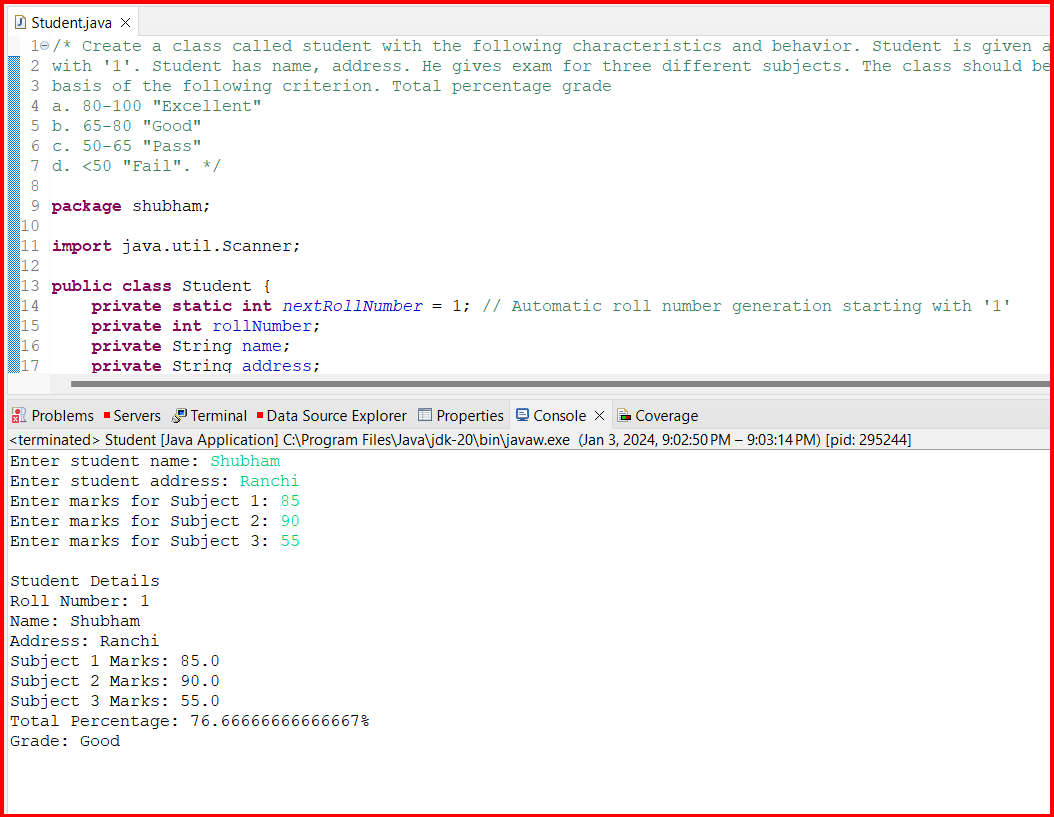 Student.java
1 /* Create a class called student with the following characteristics and behavior. Student is given a
2 with '1'. Student has name, address. He gives exam for three different subjects. The class should be
3 basis of the following criterion. Total percentage grade
4 a. 80-100 "Excellent"
5 b. 65-80 "Good"
6 c. 50-65 "Pass"
7 d. <50 "Fail". */
8
9 package shubham;
10
11 import java.util.Scanner;
12
13 public class Student {
14 private static int nextRollNumber = 1; // Automatic roll number generation starting with '1'
15 private int rollNumber;
16 private String name;
17 private String address;
Problems Servers Terminal Data Source Explorer Properties Console Coverage
<terminated> Student [Java Application] C:\Program Files\Java\jdk-20\bin\javaw.exe (Jan 3, 2024, 9:02:50 PM – 9:03:14 PM) [pid: 295244]
Enter student name: Shubham
Enter student address: Ranchi
Enter marks for Subject 1: 85
Enter marks for Subject 2: 90
Enter marks for Subject 3: 55
Student Details
Roll Number: 1
Name: Shubham
Address: Ranchi
Subject 1 Marks: 85.0
Subject 2 Marks: 90.0
Subject 3 Marks: 55.0
Total Percentage: 76.66666666666667%
Grade: Good